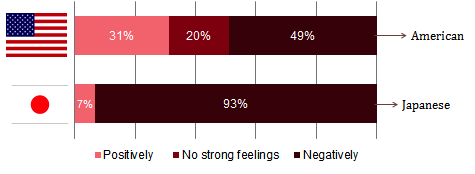 31% 20% 49% American
7% 93% Japanese
Positively No strong feelings Negatively